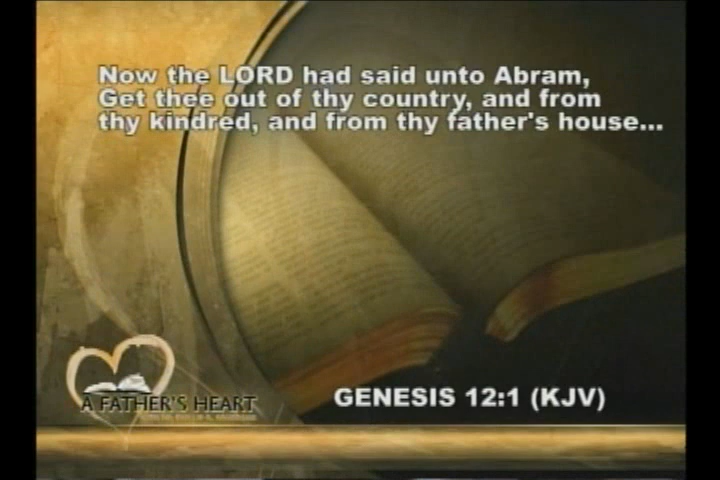 Now the LORD had said unto Abram,
Get thee out of thy country, and from
thy kindred, and from thy father's house...
A FATHER'S HEART
GENESIS 12:1 (KJV)